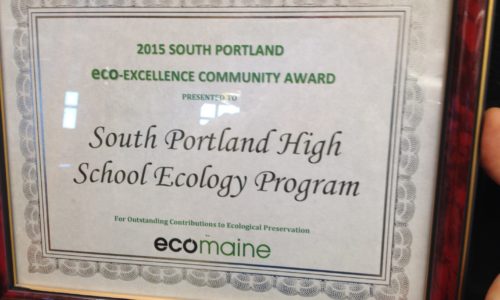 2015 SOUTH PORTLAND
eco-EXCELLENCE COMMUNITY AWARD
PRESENTED TO
South Portland High
School Ecology Program
For Outstanding Contributions to Ecological Preservation
ecomaine